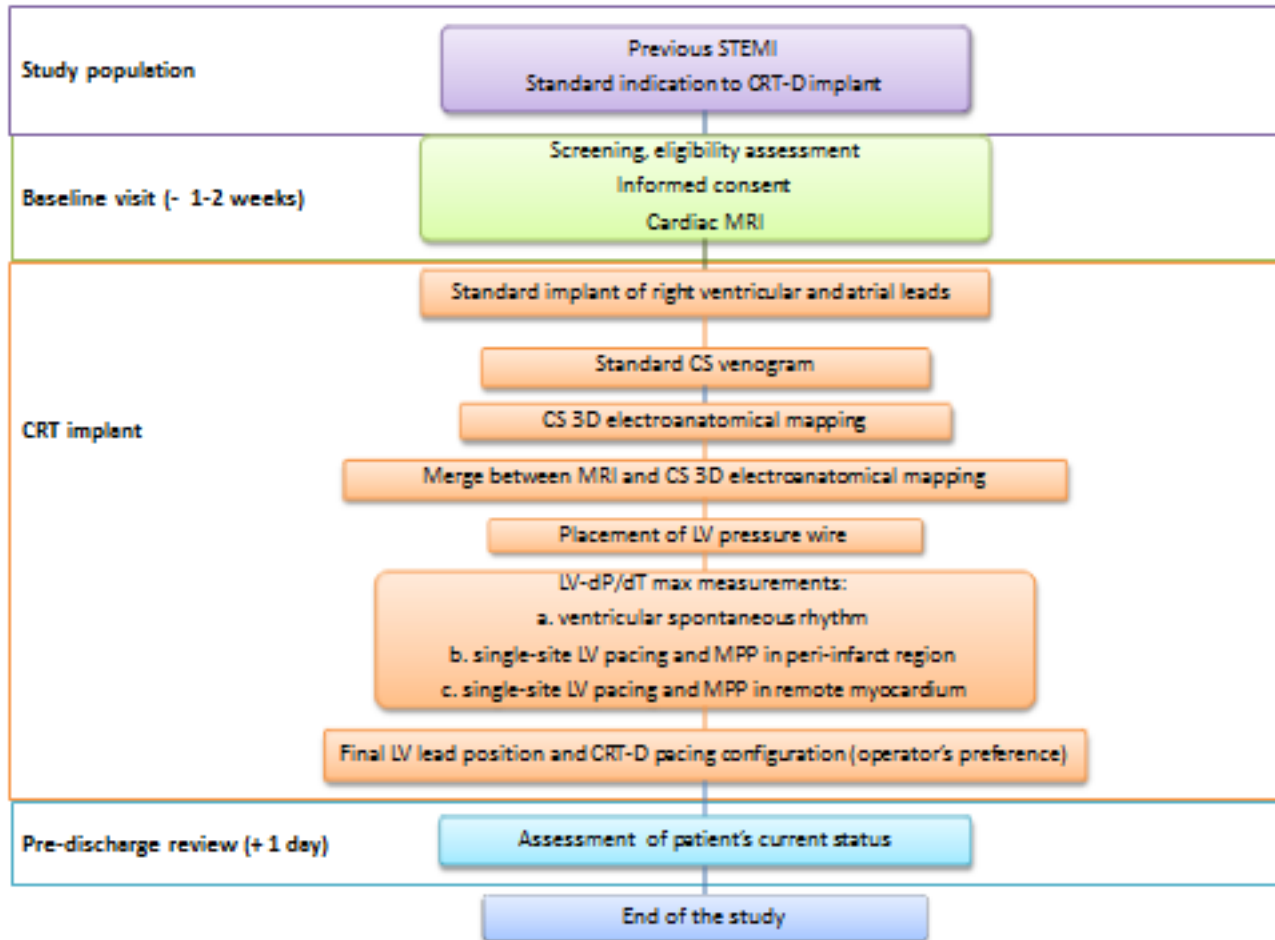 Study population
Previous STEMI
Standard indication to CRT-D implant
Baseline visit (- 1-2 weeks)
Screening, eligibility assessment
Informed consent
Cardiac MRI
CRT implant
Standard implant of right ventricular and atrial leads
Standard CS venogram
CS 3D electroanatomical mapping
Merge between MRI and CS 3D electroanatomical mapping
Placement of LV pressure wire
LV-dP/dT max measurements:
a. ventricular spontaneous rhythm
b. single-site LV pacing and MPP in peri-infarct region
c. single-site LV pacing and MPP in remote myocardium
Final LV lead position and CRT-D pacing configuration (operator's preference)
Pre-discharge review (+ 1 day)
Assessment of patient's current status
End of the study